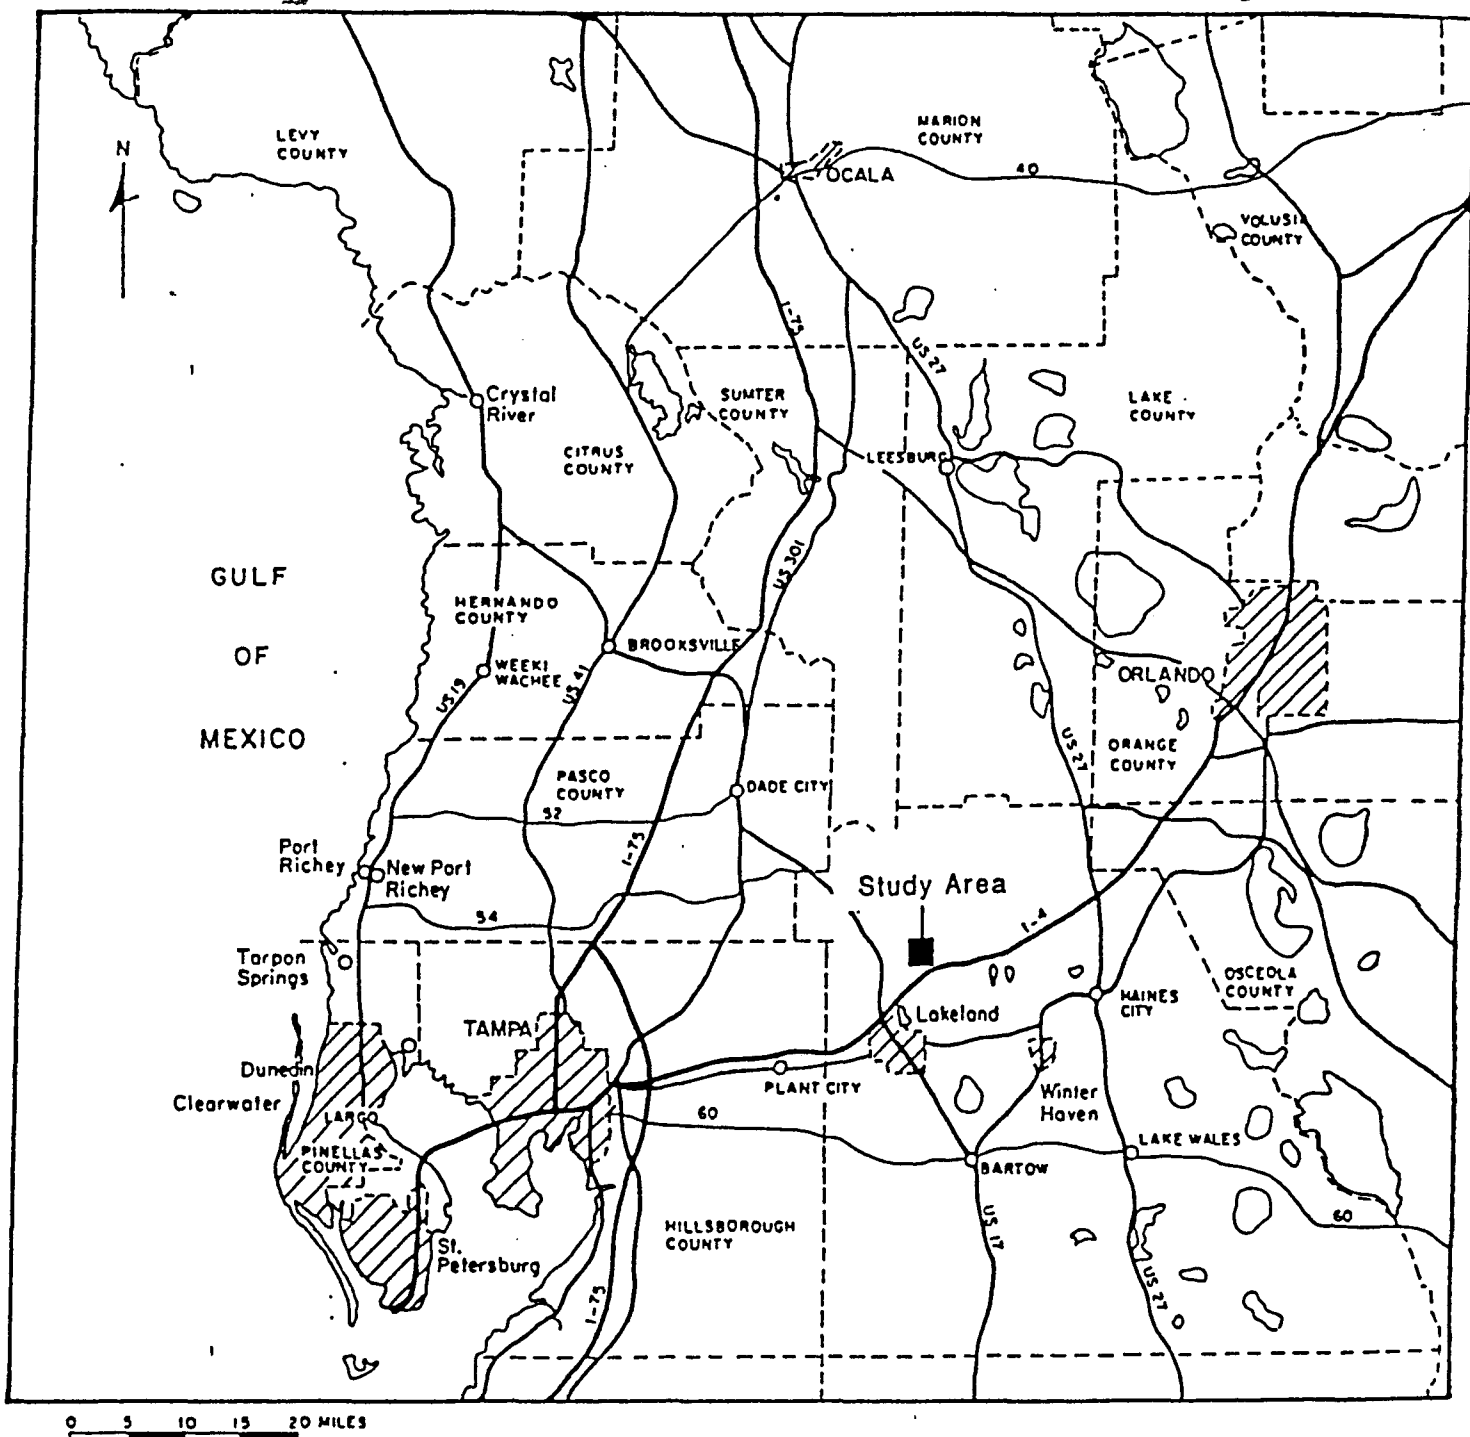 LEVY
COUNTY
MARION
COUNTY
N
OCALA
40
COUNTY
I-75
US 27
Crystal
River
SUMTER
COUNTY
LAKE
COUNTY
CITRUS
COUNTY
LEESBURG
US 301
GULF
OF
MEXICO
HERNANDO
COUNTY
BROOKSVILLE
WEEKI
WACHEE
US 19
US 41
ORLANDO
US 27
ORANGE
COUNTY
PASCO
COUNTY
52
DADE CITY
I-75
Port
Richey
New Port
Richey
Study Area
54
I-4
Tarpon
Springs
OSCEOLA
COUNTY
HAINES
CITY
Lakeland
TAMPA
Dunedin
Clearwater
PLANT CITY
Winter
Haven
LARGO
60
PINELLAS
COUNTY
LAKE WALES
BARTOW
60
HILLSBOROUGH
COUNTY
St.
Petersburg
US 17
US 27
I-75
0 5 10 15 20 MILES